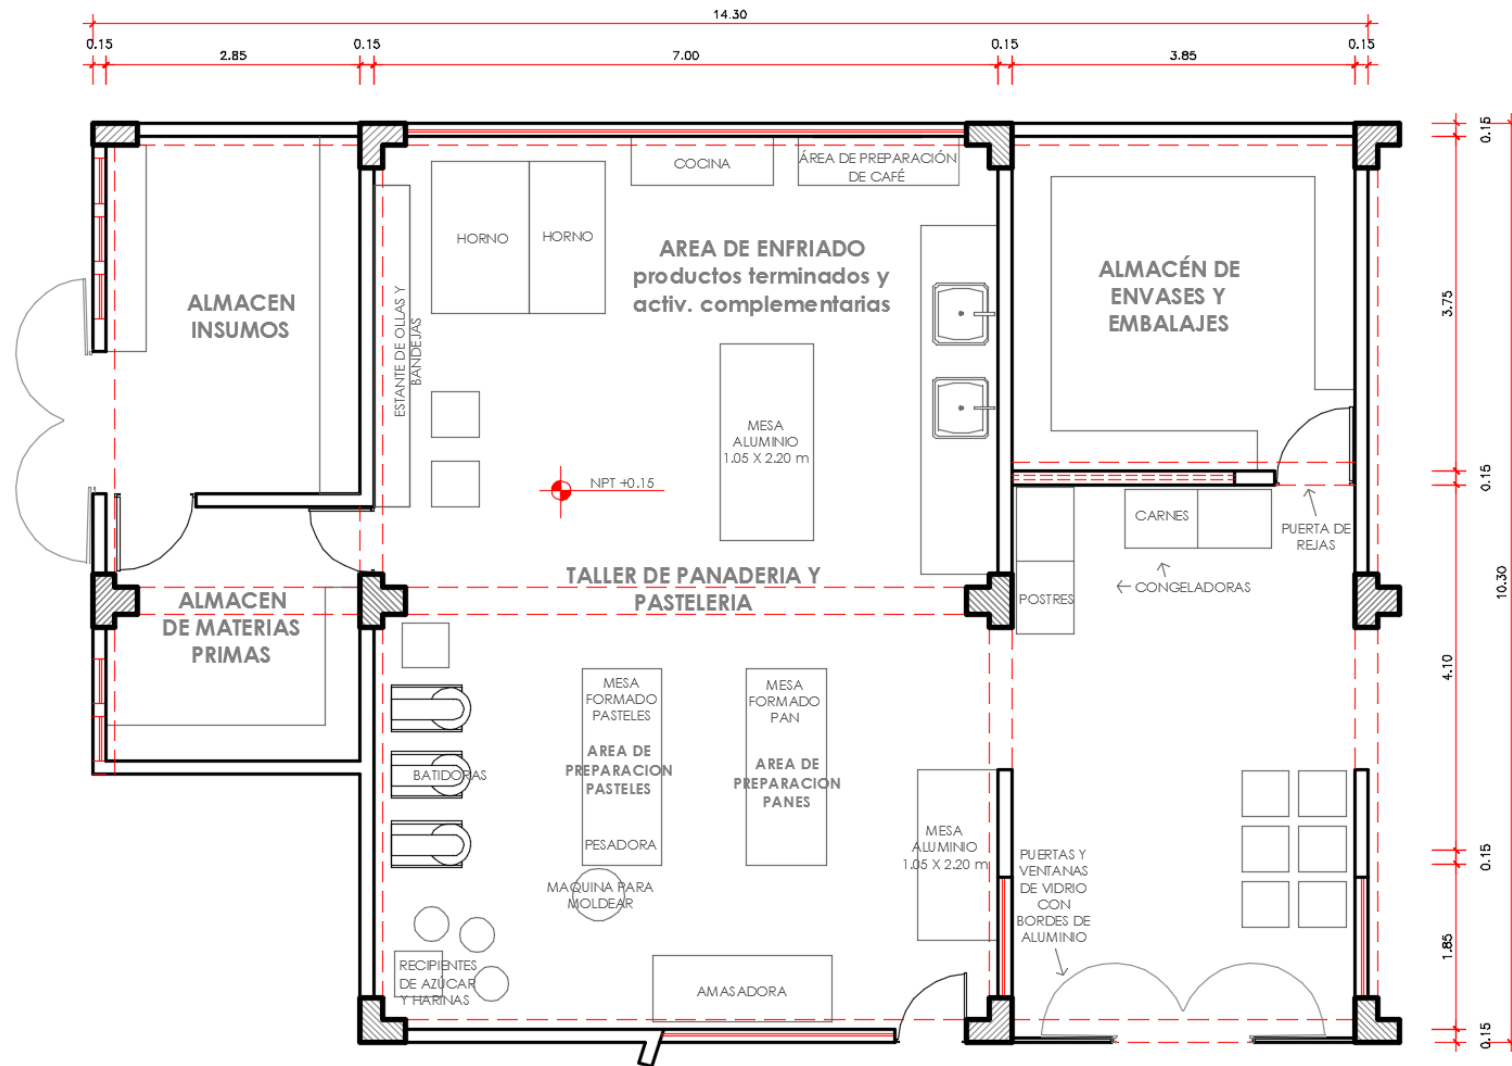 14.30
0.15
2.85
0.15
7.00
0.15
3.85
0.15
0.15
3.75
0.15
10.30
4.10
0.15
1.85
0.15
COCINA
ÁREA DE PREPARACIÓN
DE CAFÉ
HORNO
HORNO
AREA DE ENFRIADO
productos terminados y
activ. complementarias
ALMACÉN DE
ENVASES Y
EMBALAJES
ALMACEN
INSUMOS
ESTANTE DE OLLAS Y
BANDEJAS
MESA
ALUMINIO
1.05 X 2.20 m
NPT +0.15
CARNES
PUERTA DE
REJAS
CONGELADORAS
POSTRES
TALLER DE PANADERIA Y
PASTELERIA
ALMACEN
DE MATERIAS
PRIMAS
MESA
FORMADO
PASTELES
AREA DE
PREPARACION
PASTELES
PESADORA
MESA
FORMADO
PAN
AREA DE
PREPARACION
PANES
BATIDORAS
MAQUINA PARA
MOLDEAR
MESA
ALUMINIO
1.05 X 2.20 m
PUERTAS Y
VENTANAS
DE VIDRIO
CON
BORDES DE
ALUMINIO
RECIPIENTES
DE AZÚCAR
Y HARINAS
AMASADORA